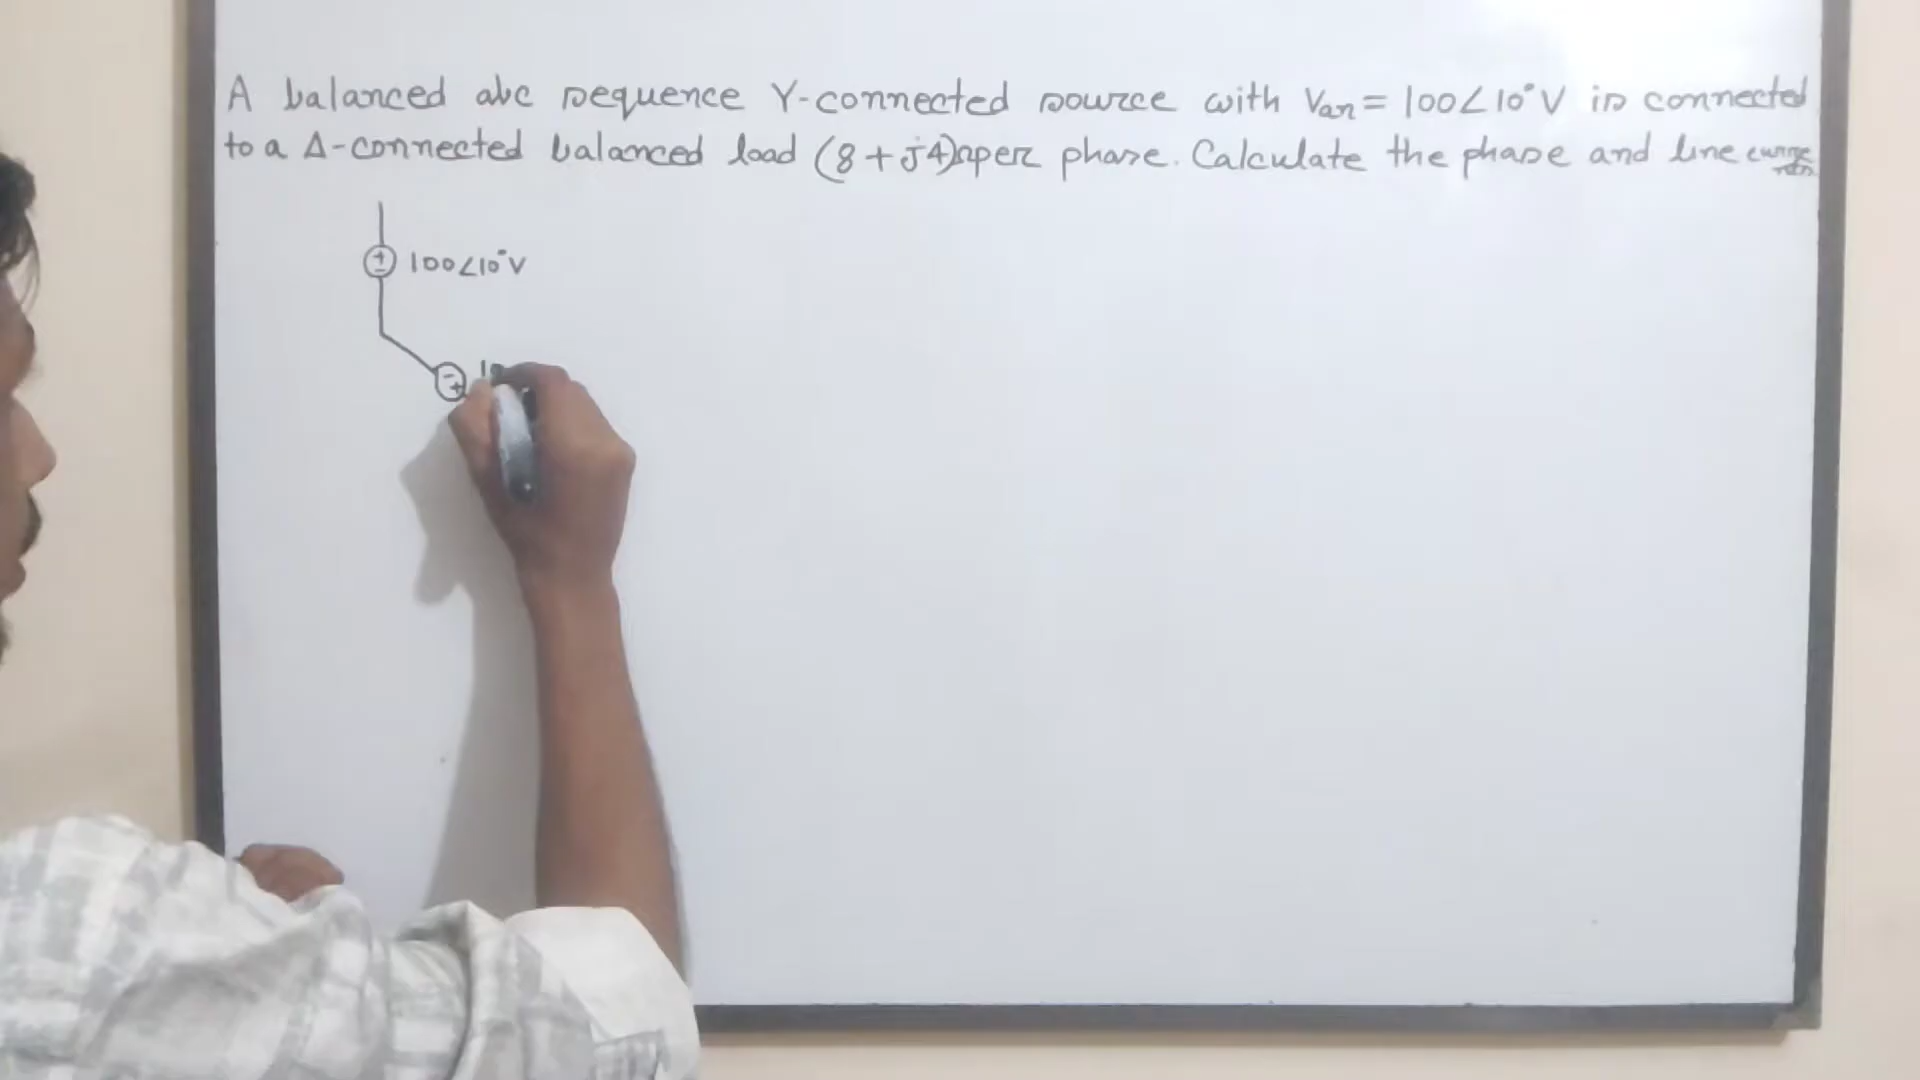 A balanced abc sequence Y-connected source with Van = 100∠10° V is connected
to a Δ-connected balanced load (8+j4)Ω per phase. Calculate the phase and line currents.
+
-
100∠10° V
-
+